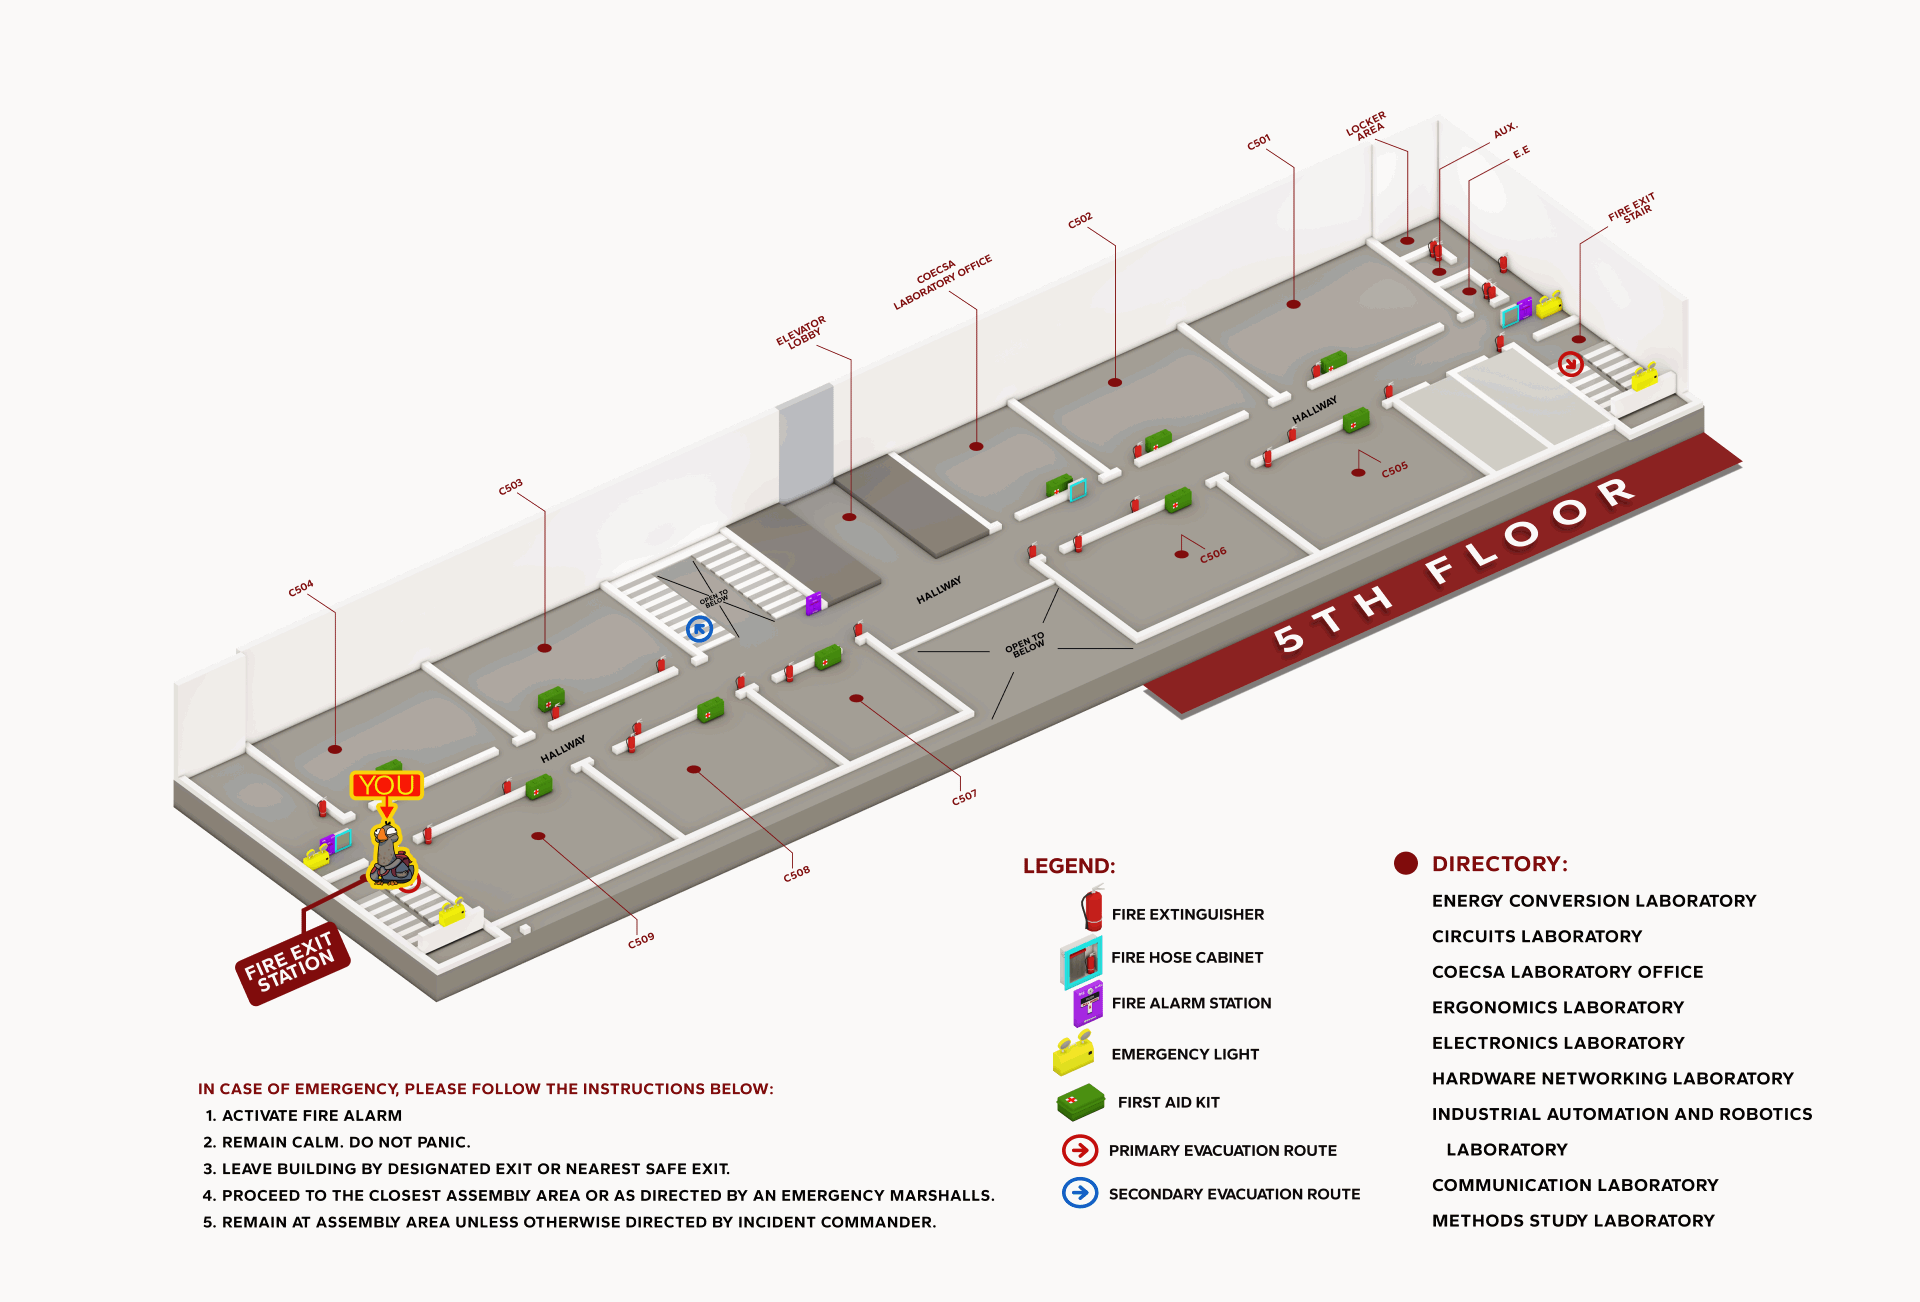 LOCKER
AREA
AUX.
E.E
C501
FIRE EXIT
STAIR
C502
COECSA
LABORATORY OFFICE
ELEVATOR
LOBBY
HALLWAY
C505
C503
5TH FLOOR
C506
C504
OPEN TO
BELOW
HALLWAY
OPEN TO
BELOW
HALLWAY
YOU
C507
C508
C509
FIRE EXIT
STATION
LEGEND:
FIRE EXTINGUISHER
FIRE HOSE CABINET
FIRE ALARM STATION
EMERGENCY LIGHT
FIRST AID KIT
PRIMARY EVACUATION ROUTE
SECONDARY EVACUATION ROUTE
DIRECTORY:
ENERGY CONVERSION LABORATORY
CIRCUITS LABORATORY
COECSA LABORATORY OFFICE
ERGONOMICS LABORATORY
ELECTRONICS LABORATORY
HARDWARE NETWORKING LABORATORY
INDUSTRIAL AUTOMATION AND ROBOTICS
LABORATORY
COMMUNICATION LABORATORY
METHODS STUDY LABORATORY
IN CASE OF EMERGENCY, PLEASE FOLLOW THE INSTRUCTIONS BELOW:
1. ACTIVATE FIRE ALARM
2. REMAIN CALM. DO NOT PANIC.
3. LEAVE BUILDING BY DESIGNATED EXIT OR NEAREST SAFE EXIT.
4. PROCEED TO THE CLOSEST ASSEMBLY AREA OR AS DIRECTED BY AN EMERGENCY MARSHALLS.
5. REMAIN AT ASSEMBLY AREA UNLESS OTHERWISE DIRECTED BY INCIDENT COMMANDER.